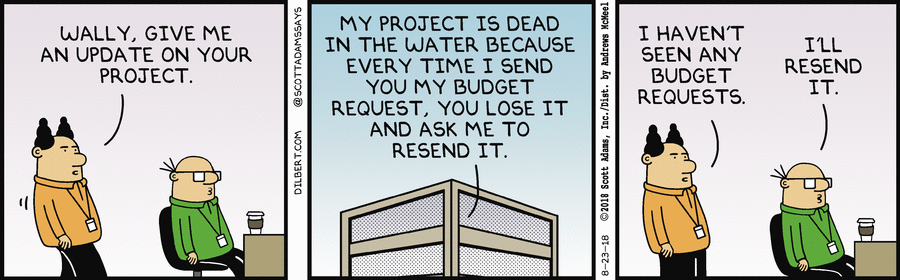 WALLY, GIVE ME
AN UPDATE ON YOUR
PROJECT.
DILBERT.COM @SCOTTADAMSSAYS
MY PROJECT IS DEAD
IN THE WATER BECAUSE
EVERY TIME I SEND
YOU MY BUDGET
REQUEST, YOU LOSE IT
AND ASK ME TO
RESEND IT.
8-23-18 ©2018 Scott Adams, Inc./Dist. by Andrews McMeel
I HAVEN'T
SEEN ANY
BUDGET
REQUESTS.
I'LL
RESEND
IT.